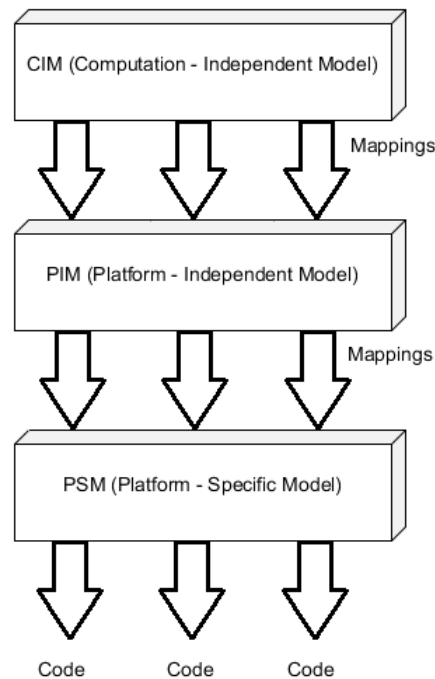 CIM (Computation - Independent Model)
Mappings
PIM (Platform - Independent Model)
Mappings
PSM (Platform - Specific Model)
Code Code Code